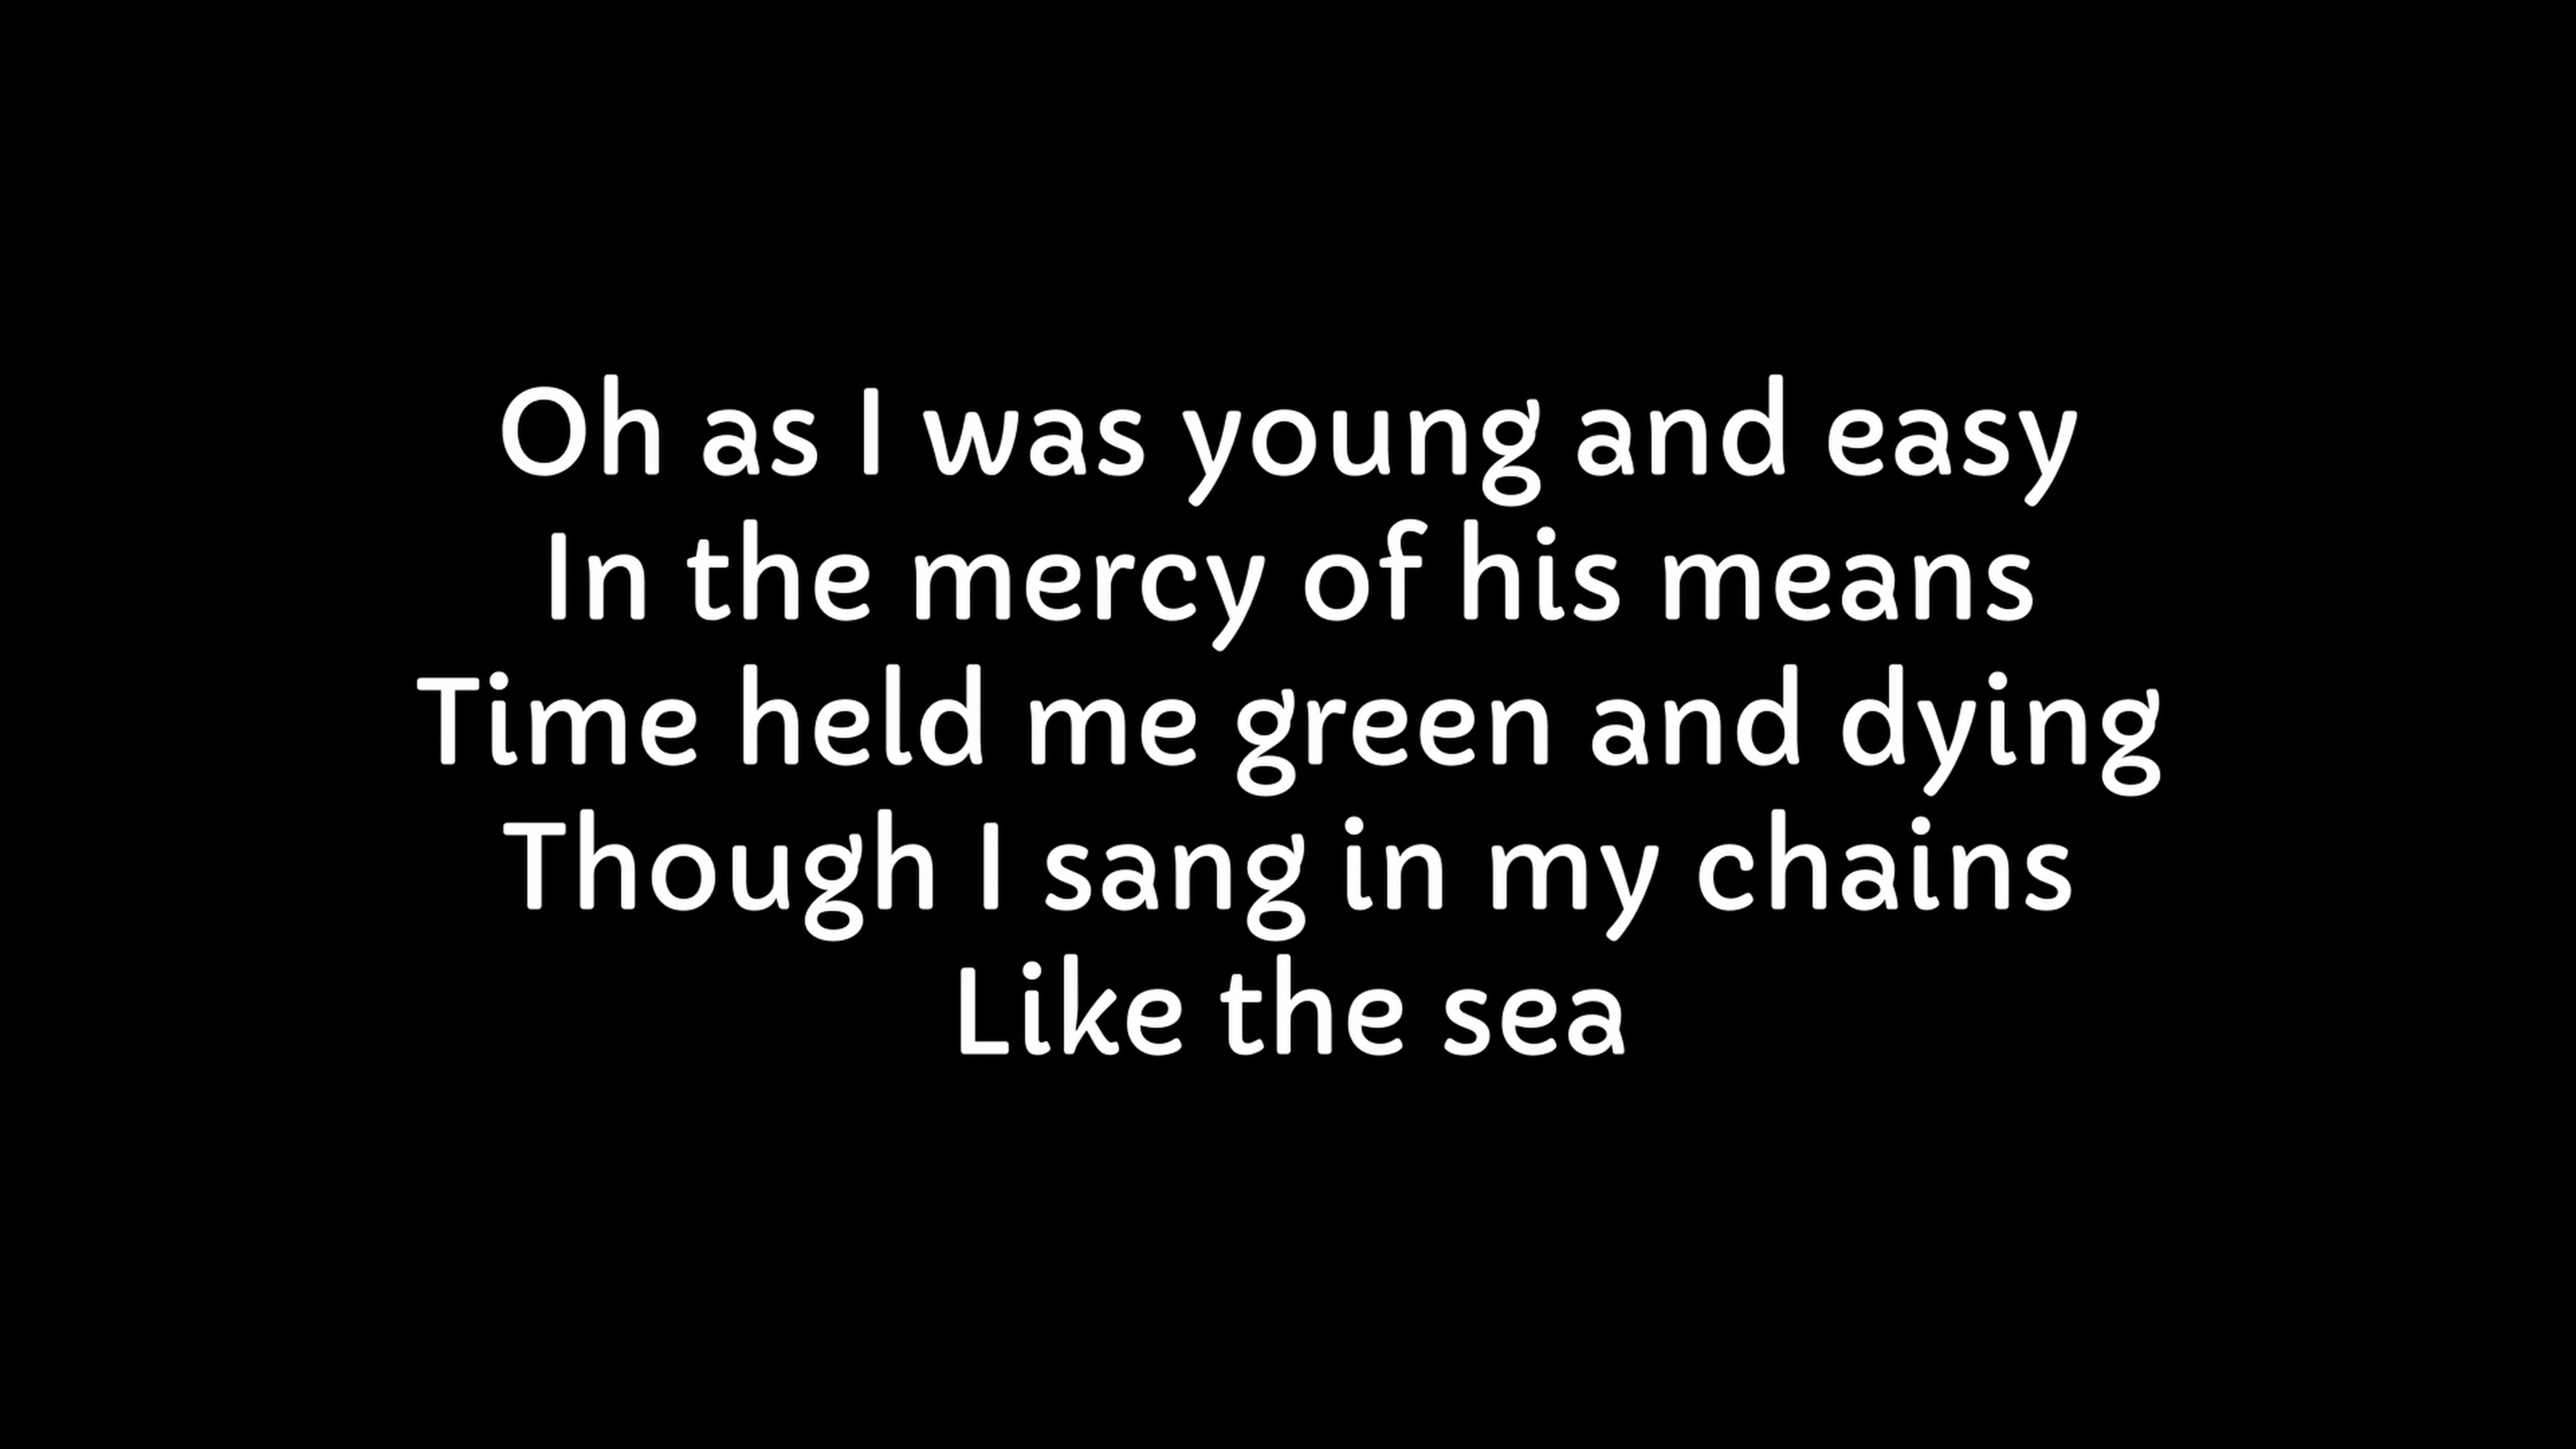 Oh as I was young and easy
In the mercy of his means
Time held me green and dying
Though I sang in my chains
Like the sea